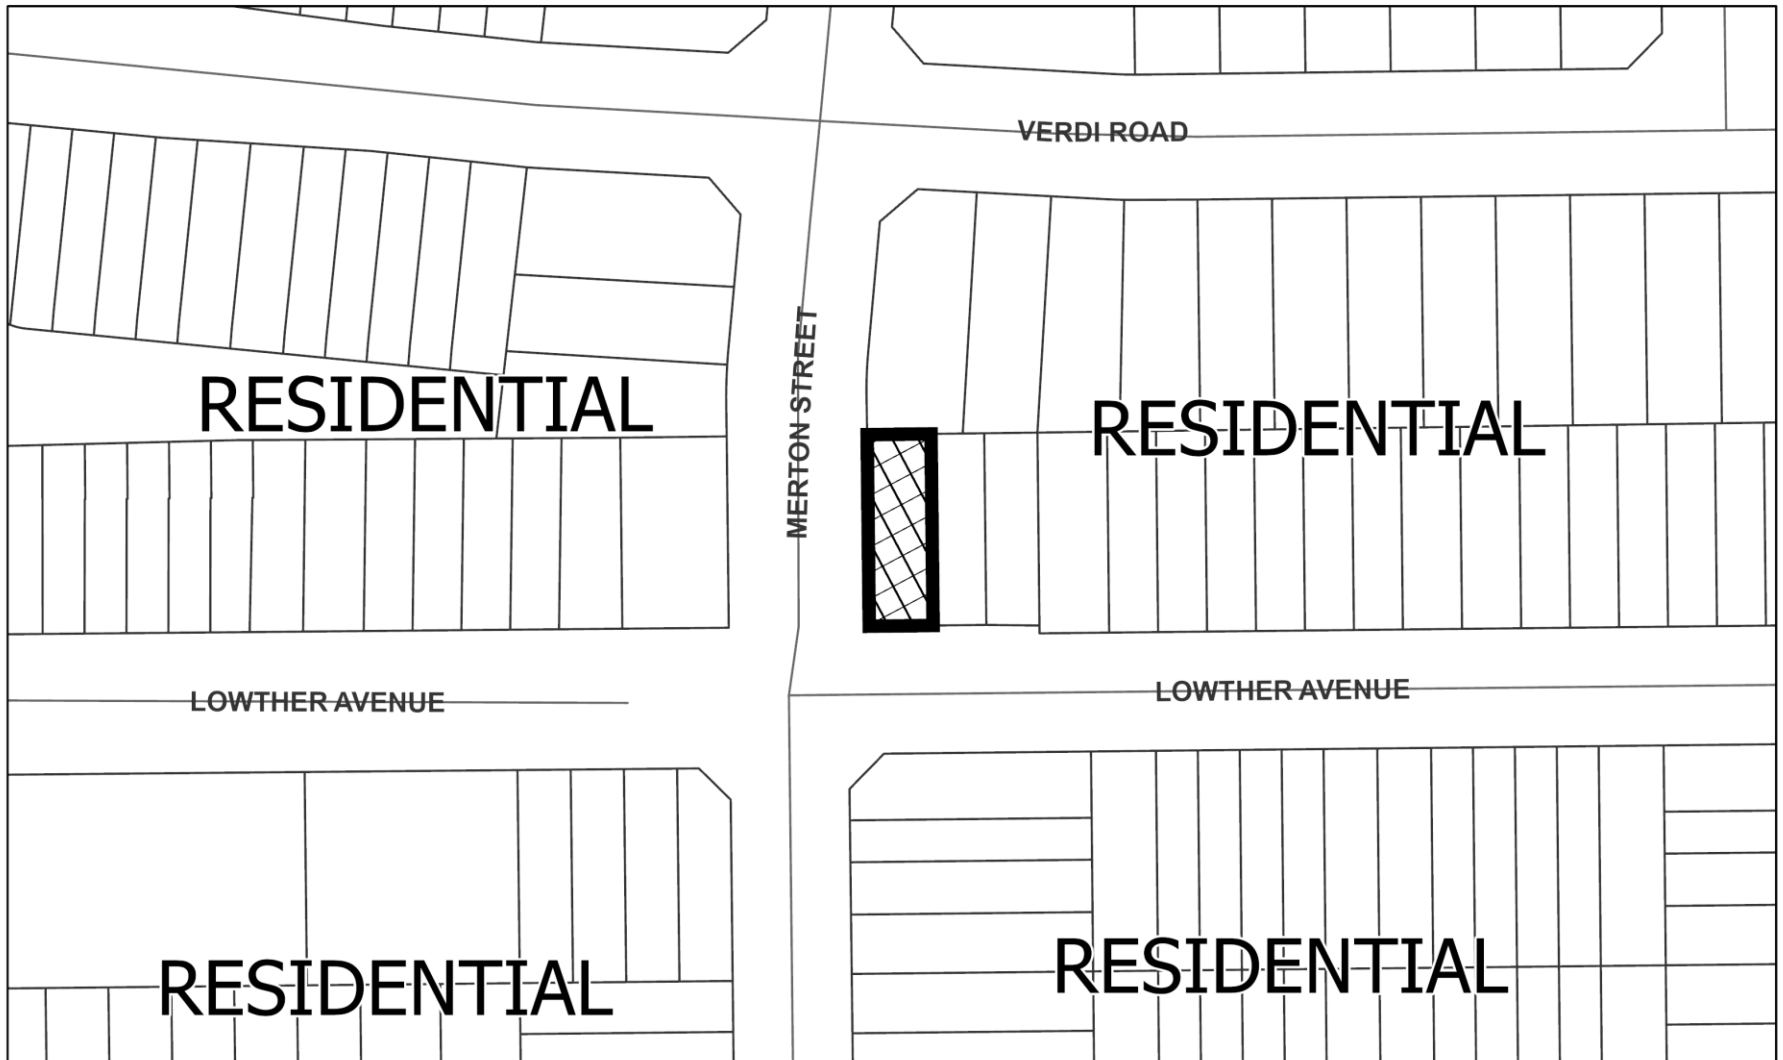 VERDI ROAD
MERTON STREET
RESIDENTIAL
RESIDENTIAL
LOWTHER AVENUE
LOWTHER AVENUE
RESIDENTIAL
RESIDENTIAL